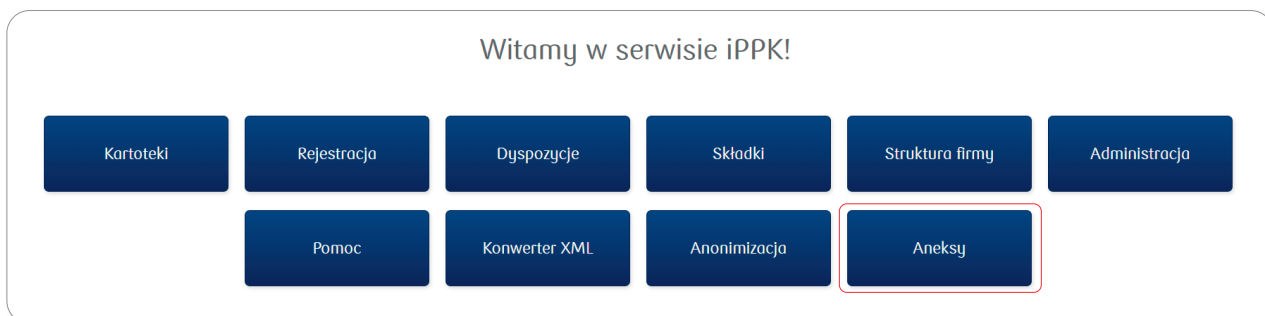 Witamy w serwisie iPPK!
Kartoteki
Rejestracja
Dyspozycje
Składki
Struktura firmy
Administracja
Pomoc
Konwerter XML
Anonimizacja
Aneksy